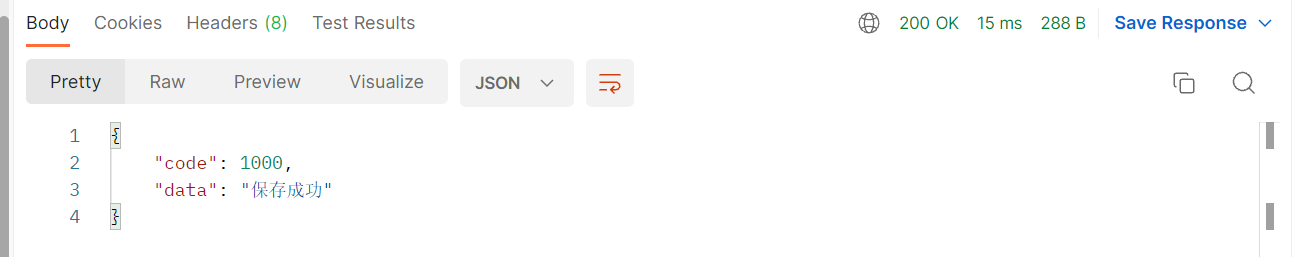 Body Cookies Headers (8) Test Results 200 OK 15 ms 288 B Save Response
Pretty Raw Preview Visualize JSON
1 {
2 "code": 1000,
3 "data": "保存成功"
4 }